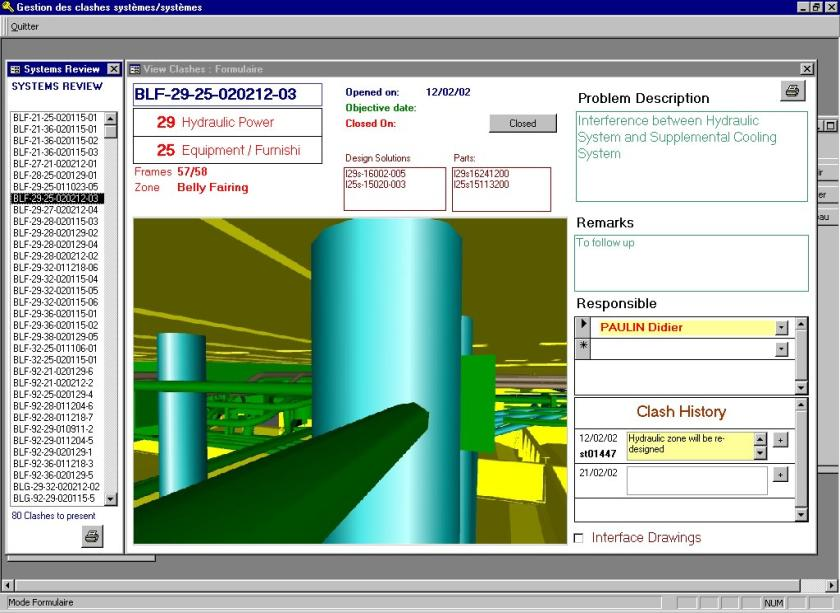 Gestion des clashes systèmes/systèmes
Quitter
Systems Review
SYSTEMS REVIEW
BLF-21-25-020115-01
BLF-21-36-020115-01
BLF-21-36-020115-02
BLF-21-36-020115-03
BLF-27-21-020212-01
BLF-28-25-020129-01
BLF-29-25-011023-05
BLF-29-25-020212-03
BLF-29-27-020212-04
BLF-29-28-020115-03
BLF-29-28-020129-02
BLF-29-28-020129-04
BLF-29-28-020212-02
BLF-29-32-011218-06
BLF-29-32-020115-04
BLF-29-32-020115-05
BLF-29-32-020115-06
BLF-29-36-020115-01
BLF-29-36-020115-02
BLF-29-38-020129-05
BLF-32-25-011106-01
BLF-32-25-020115-01
BLF-92-21-020129-6
BLF-92-21-020212-2
BLF-92-25-020129-4
BLF-92-28-011204-6
BLF-92-28-011218-7
BLF-92-29-010911-2
BLF-92-29-011204-5
BLF-92-29-020129-1
BLF-92-36-011218-3
BLF-92-36-020129-5
BLG-29-32-020212-02
BLG-92-29-020115-5
80 Clashes to present
View Clashes : Formulaire
BLF-29-25-020212-03
29 Hydraulic Power
25 Equipment / Furnishi
Frames 57/58
Zone Belly Fairing
Opened on: 12/02/02
Objective date:
Closed On:
Closed
Design Solutions
I29s-16002-005
I25s-15020-003
Parts:
I29s16241200
I25s15113200
Problem Description
Interference between Hydraulic
System and Supplemental Cooling
System
Remarks
To follow up
Responsible
PAULIN Didier
Clash History
12/02/02
st01447
Hydraulic zone will be re-
designed
21/02/02
Interface Drawings
Mode Formulaire
NUM